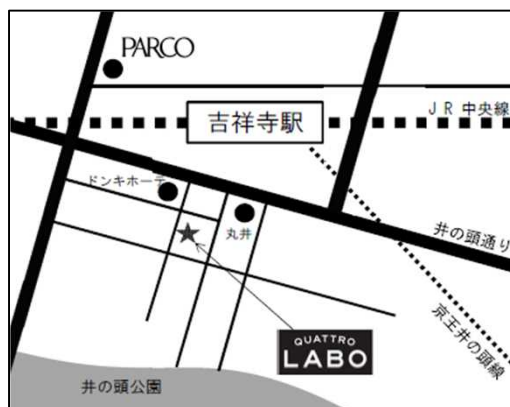 PARCO
JR 中央線
吉祥寺駅
ドンキホーテ
丸井
井の頭通り
京王井の頭線
QUATTRO
LABO
井の頭公園